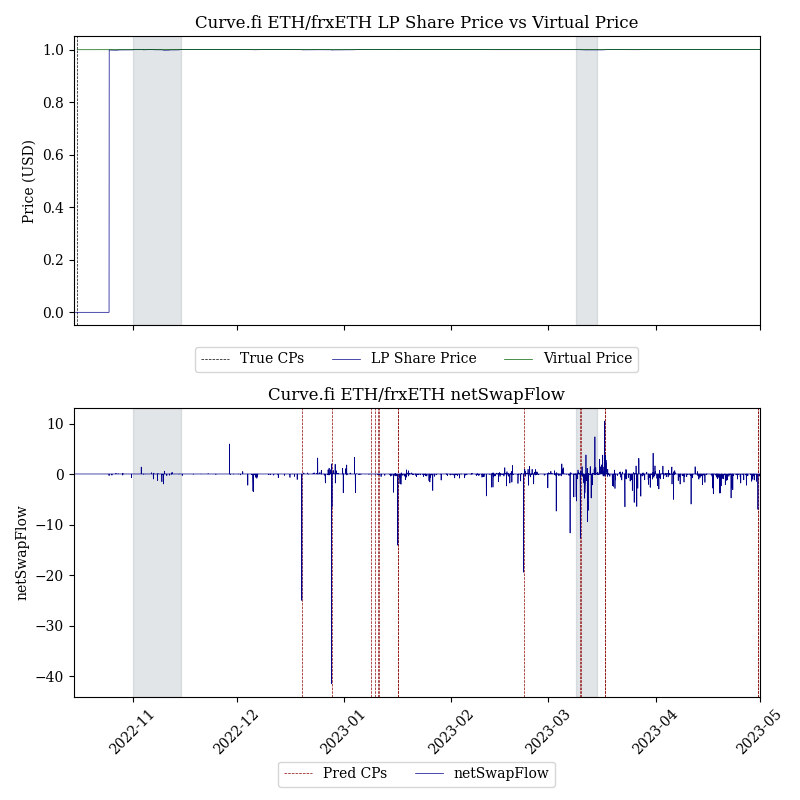 Curve.fi ETH/frxETH LP Share Price vs Virtual Price
Price (USD)
1.0
0.8
0.6
0.4
0.2
0.0
True CPs LP Share Price Virtual Price
Curve.fi ETH/frxETH netSwapFlow
netSwapFlow
10
0
−10
−20
−30
−40
2022-11 2022-12 2023-01 2023-02 2023-03 2023-04 2023-05
Pred CPs netSwapFlow